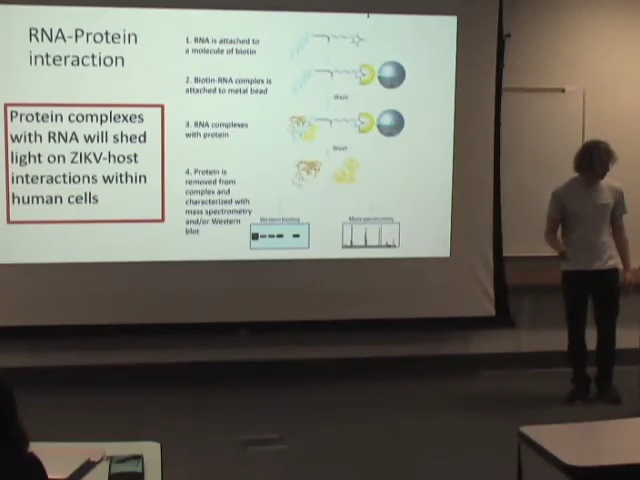 RNA-Protein
interaction
Protein complexes
with RNA will shed
light on ZIKV-host
interactions within
human cells
1. RNA is attached to
a molecule of biotin
2. Biotin-RNA complex is
attached to metal bead
Wash
3. RNA complexes
with protein
Wash
4. Protein is
removed from
complex and
characterized with
mass spectrometry
and/or Western
blot
Western blotting
Mass spectrometry